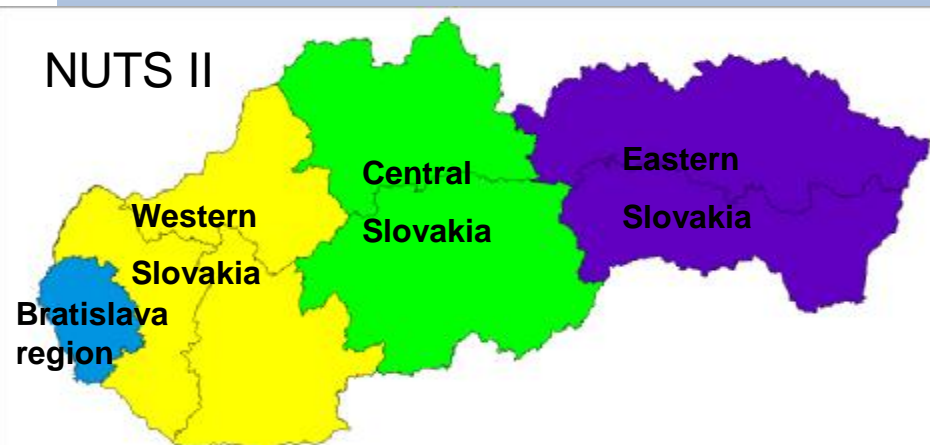 NUTS II
Western
Slovakia
Bratislava
region
Central
Slovakia
Eastern
Slovakia